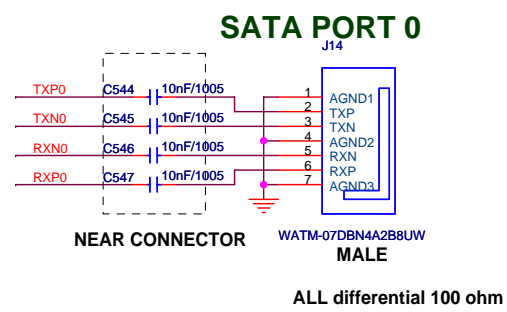 SATA PORT 0
J14
TXP0 C544 10nF/1005 1 AGND1
2 TXP
TXN0 C545 10nF/1005 3 TXN
4 AGND2
RXN0 C546 10nF/1005 5 RXN
6 RXP
RXP0 C547 10nF/1005 7 AGND3
NEAR CONNECTOR
WATM-07DBN4A2B8UW
MALE
ALL differential 100 ohm